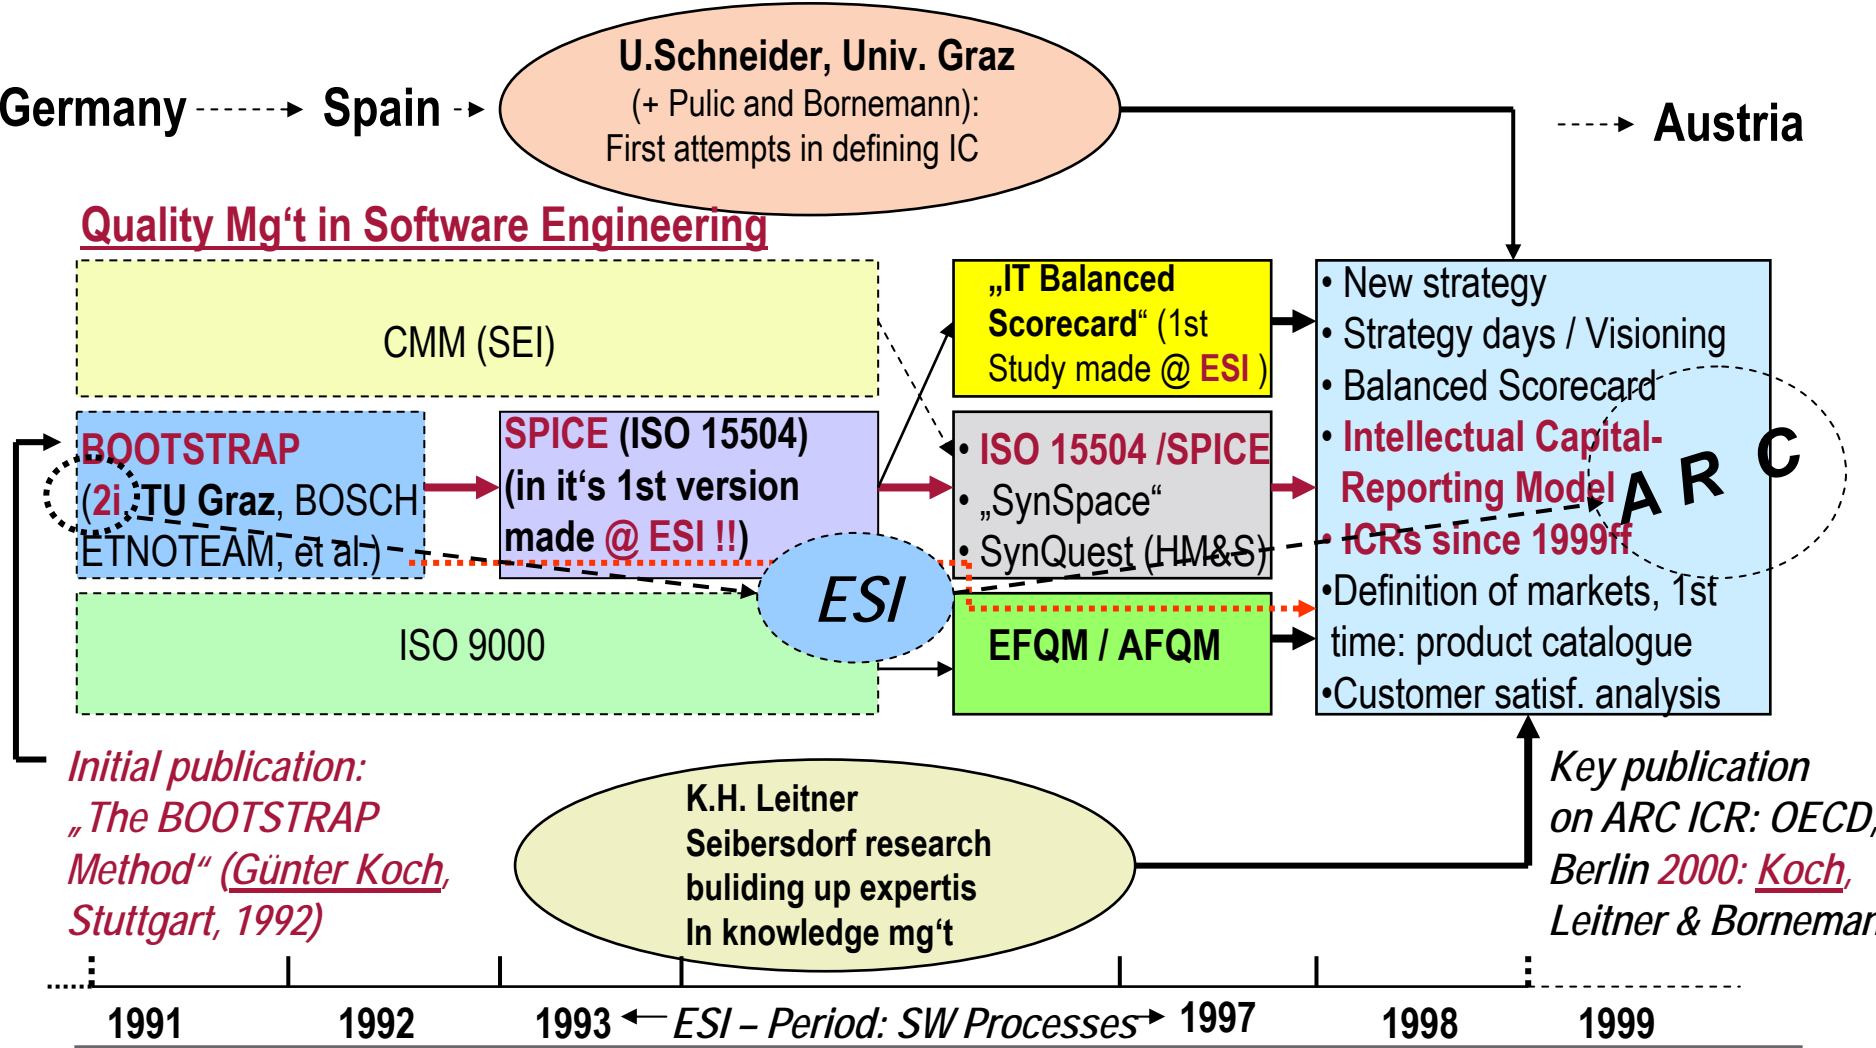 U.Schneider, Univ. Graz
(+ Pulic and Bornemann):
First attempts in defining IC
Germany
Spain
Austria
Quality Mg‘t in Software Engineering
CMM (SEI)
BOOTSTRAP
(2i, TU Graz, BOSCH
ETNOTEAM, et al.)
SPICE (ISO 15504)
(in it's 1st version
made @ ESI !!)
ISO 9000
ESI
„IT Balanced
Scorecard“ (1st
Study made @ ESI )
• ISO 15504 /SPICE
• „SynSpace“
• SynQuest (HM&S)
EFQM / AFQM
• New strategy
• Strategy days / Visioning
• Balanced Scorecard
• Intellectual Capital-
Reporting Model
• ICRs since 1999ff
•Definition of markets, 1st
time: product catalogue
•Customer satisf. analysis
A R C
Initial publication:
„The BOOTSTRAP
Method“ (Günter Koch,
Stuttgart, 1992)
K.H. Leitner
Seibersdorf research
buliding up expertis
In knowledge mg‘t
Key publication
on ARC ICR: OECD,
Berlin 2000: Koch,
Leitner &
1991 1992 1993 ESI – Period: SW Processes 1997 1998 1999